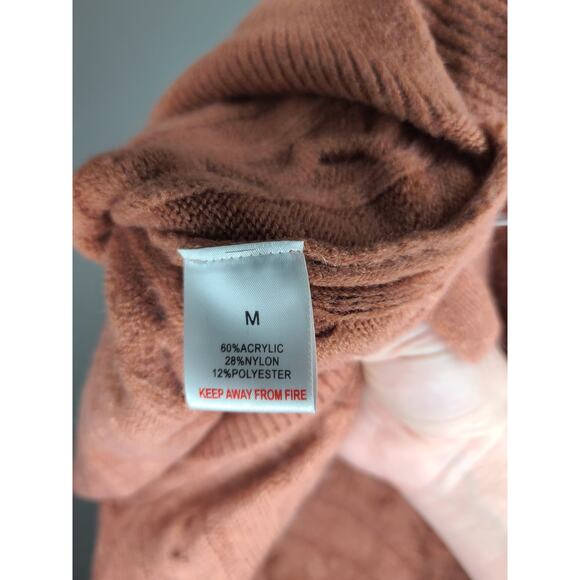 M
60%ACRYLIC
28%NYLON
12%POLYESTER
KEEP AWAY FROM FIRE